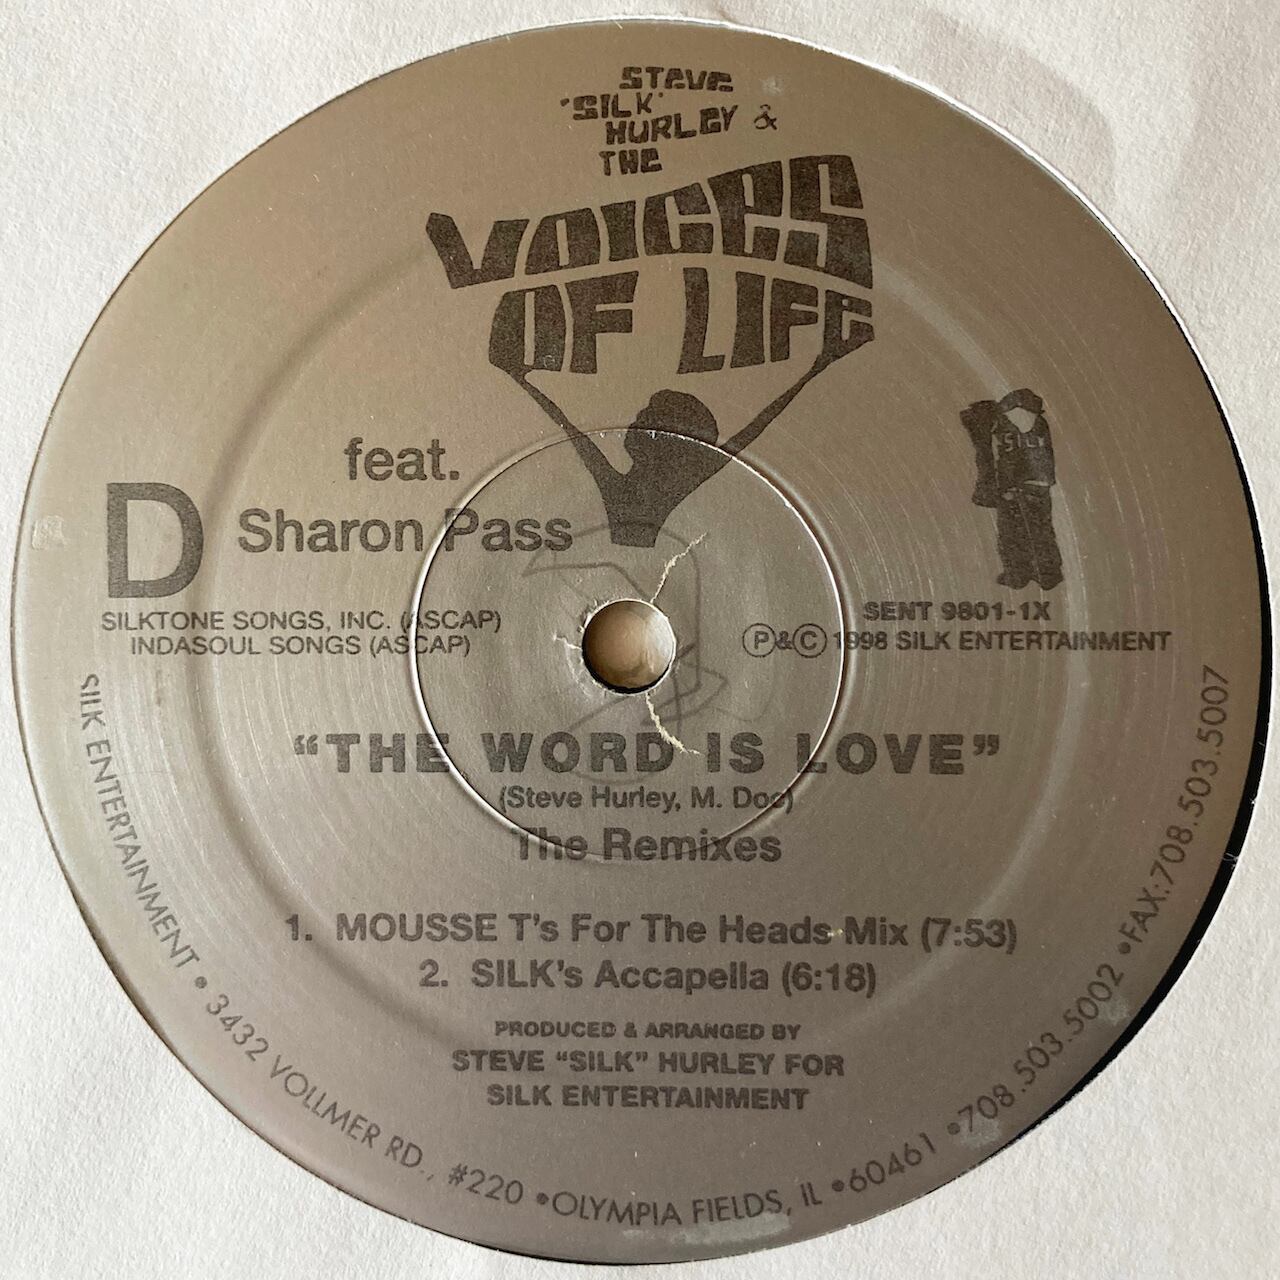 STEVE
'SILK'
HURLEY &
THE
VOICES
OF LIFE
feat.
Sharon Pass
D
SILKTONE SONGS, INC. (ASCAP)
INDASOUL SONGS (ASCAP)
SILK
SENT 9801-1X
Ⓟ&Ⓒ 1998 SILK ENTERTAINMENT
“THE WORD IS LOVE”
(Steve Hurley, M. Doc)
The Remixes
1. MOUSSE T's For The Heads Mix (7:53)
2. SILK's Accapella (6:18)
PRODUCED & ARRANGED BY
STEVE “SILK” HURLEY FOR
SILK ENTERTAINMENT
SILK ENTERTAINMENT • 3432 VOLLMER RD., #220 • OLYMPIA FIELDS, IL • 60461 • 708.503.5002 • FAX:708.503.5007